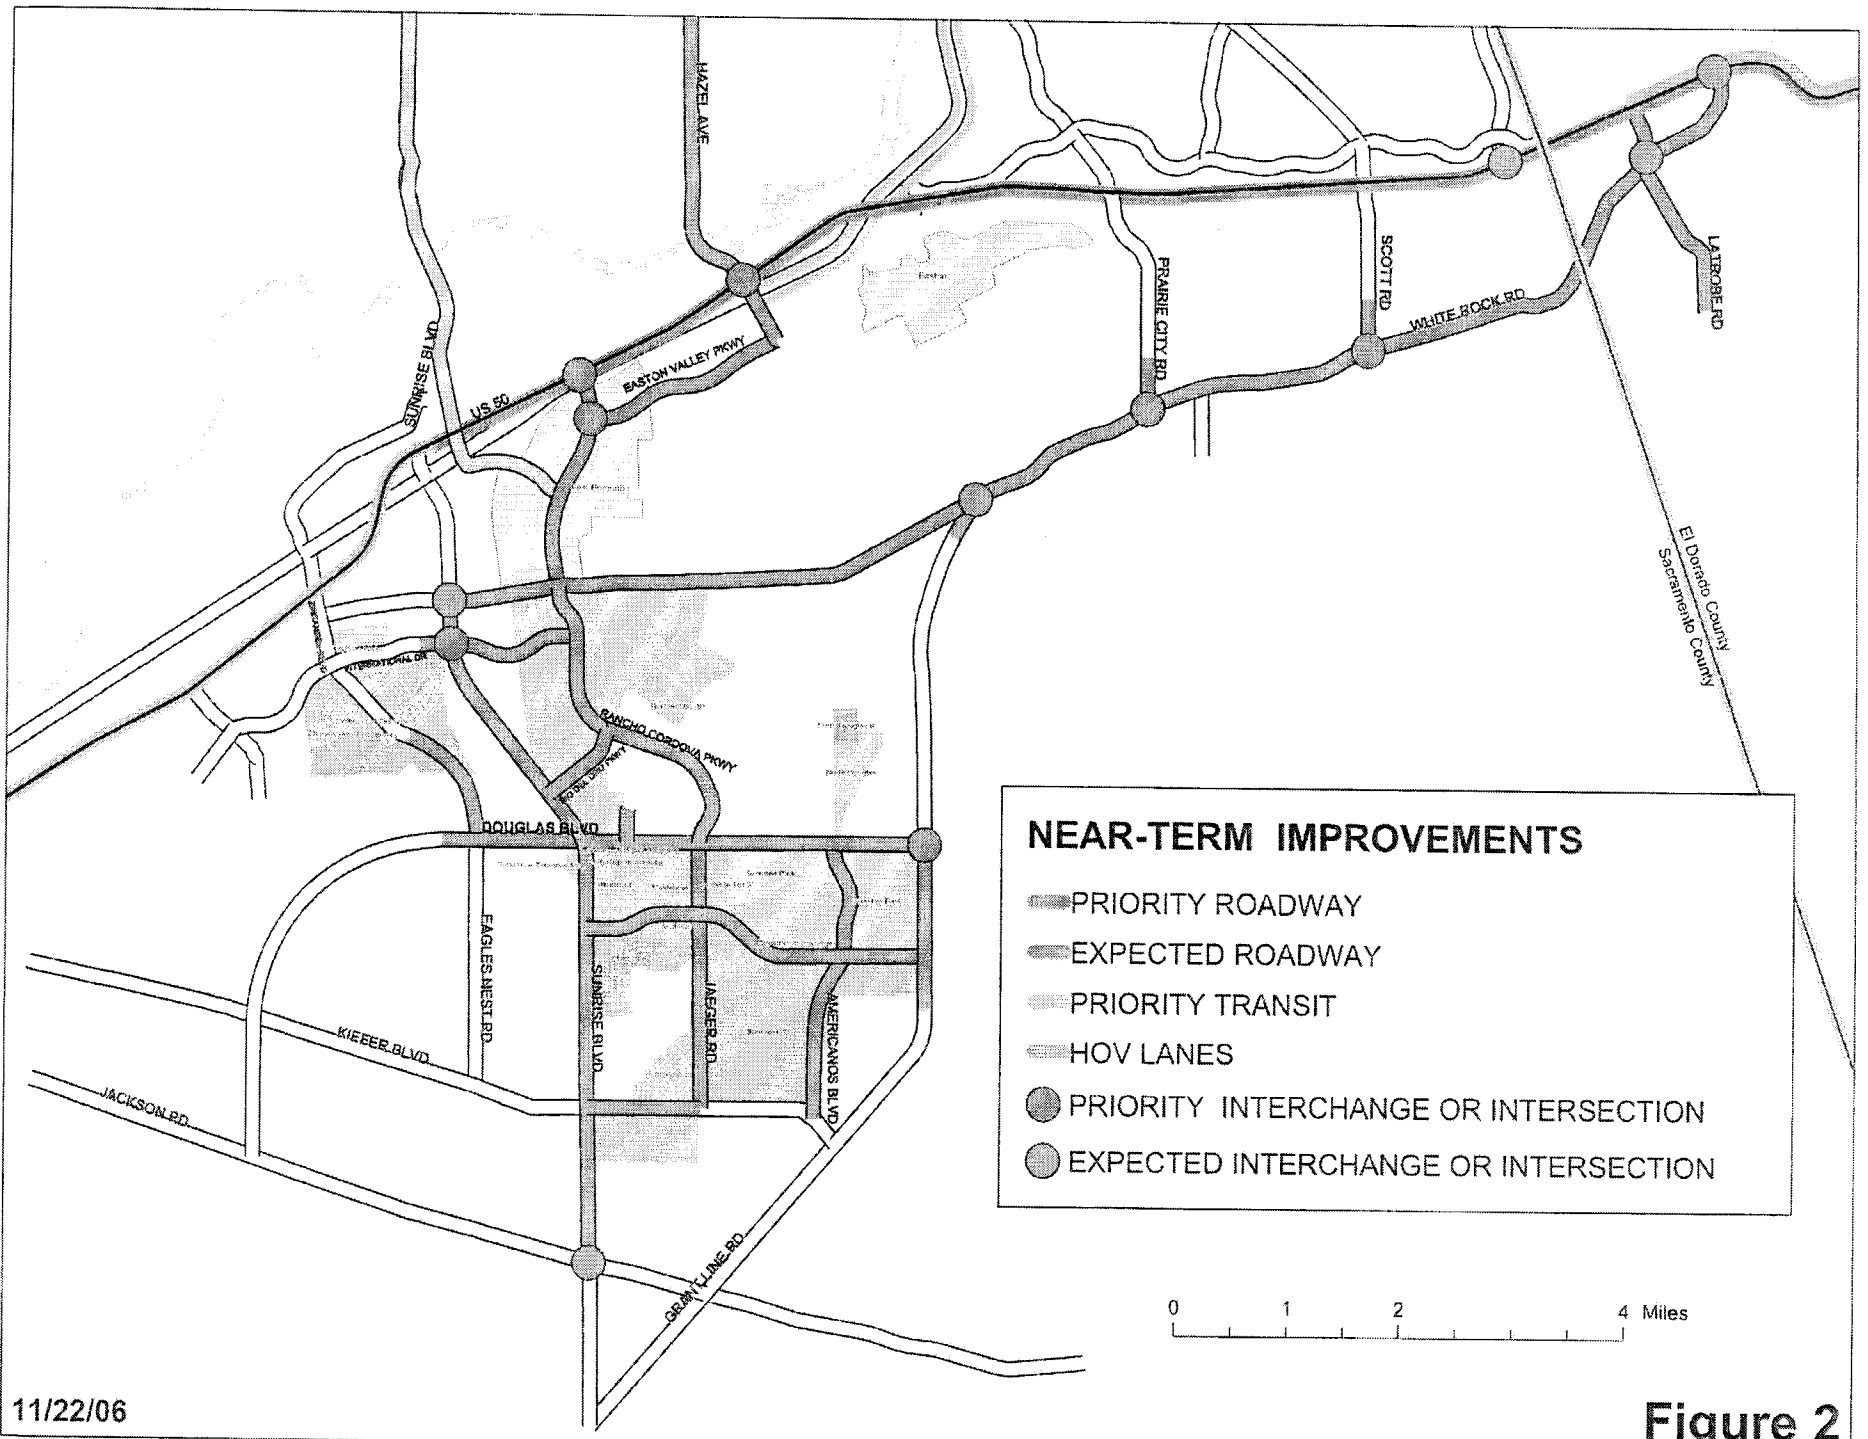 HAZEL AVE
SUNRISE BLVD
US 50
EASTON VALLEY PKWY
Easton
PRAIRIE CITY RD
SCOTT RD
WHITE ROCK RD
LATROBE RD
El Dorado County
Sacramento County
INTERNATIONAL DR
RANCHO CORDOVA PKWY
DOUGLAS BLVD
EAGLES NEST RD
SUNRISE BLVD
JAEGER RD
AMERICANOS BLVD
KIEFER BLVD
JACKSON RD
GRANT LINE RD
NEAR-TERM IMPROVEMENTS
PRIORITY ROADWAY
EXPECTED ROADWAY
PRIORITY TRANSIT
HOV LANES
PRIORITY INTERCHANGE OR INTERSECTION
EXPECTED INTERCHANGE OR INTERSECTION
0 1 2 4 Miles
11/22/06
Figure 2